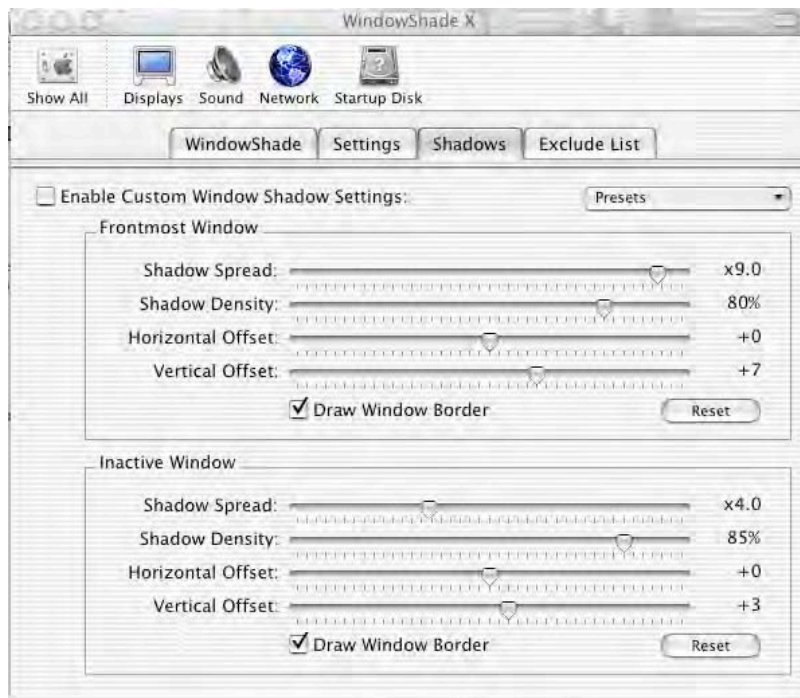 WindowShade X
Show All Displays Sound Network Startup Disk
WindowShade Settings Shadows Exclude List
Enable Custom Window Shadow Settings: Presets
Frontmost Window
Shadow Spread: x9.0
Shadow Density: 80%
Horizontal Offset: +0
Vertical Offset: +7
Draw Window Border Reset
Inactive Window
Shadow Spread: x4.0
Shadow Density: 85%
Horizontal Offset: +0
Vertical Offset: +3
Draw Window Border Reset